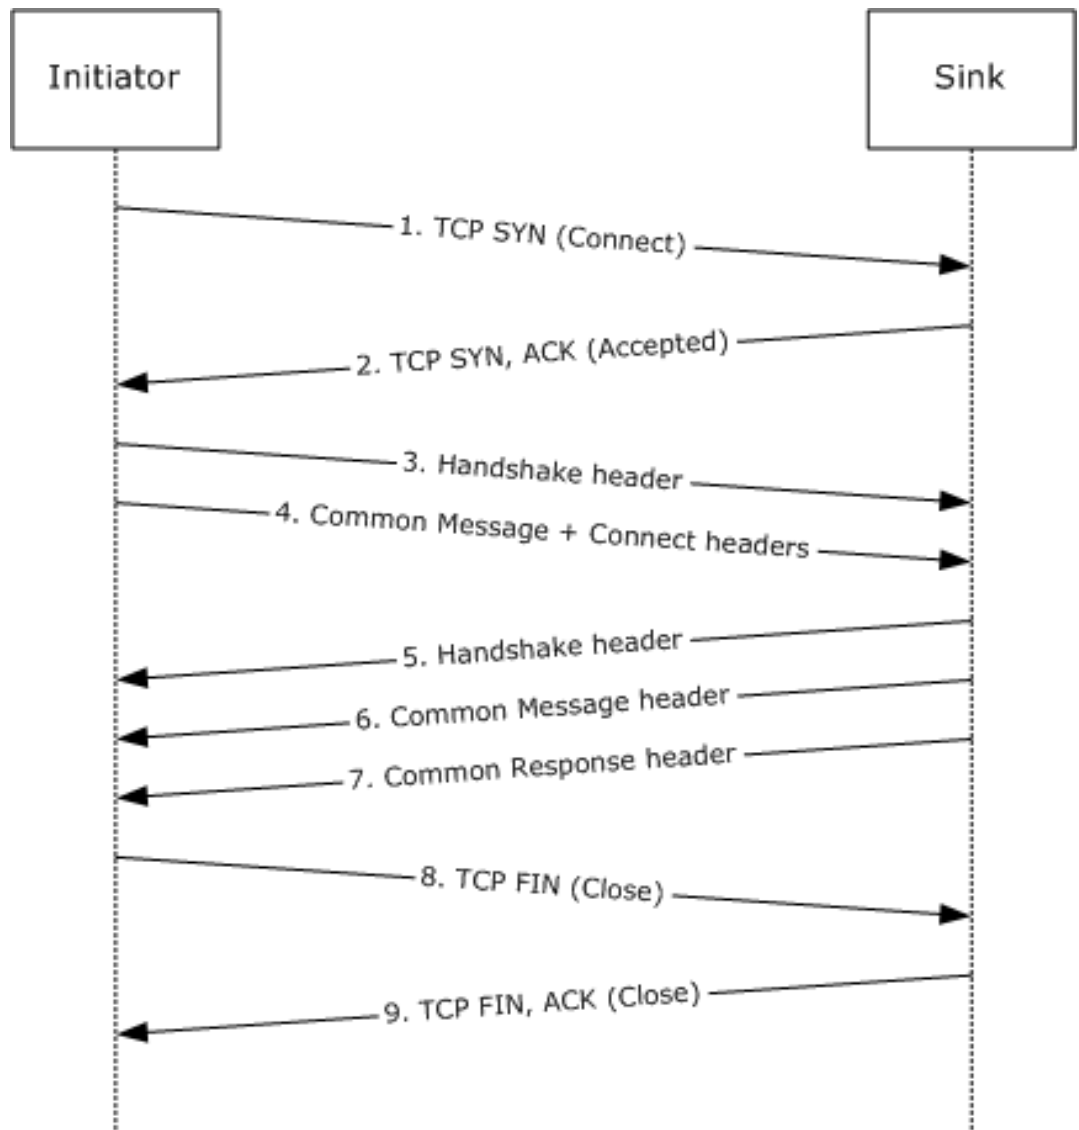 Initiator
Sink
1. TCP SYN (Connect)
2. TCP SYN, ACK (Accepted)
3. Handshake header
4. Common Message + Connect headers
5. Handshake header
6. Common Message header
7. Common Response header
8. TCP FIN (Close)
9. TCP FIN, ACK (Close)